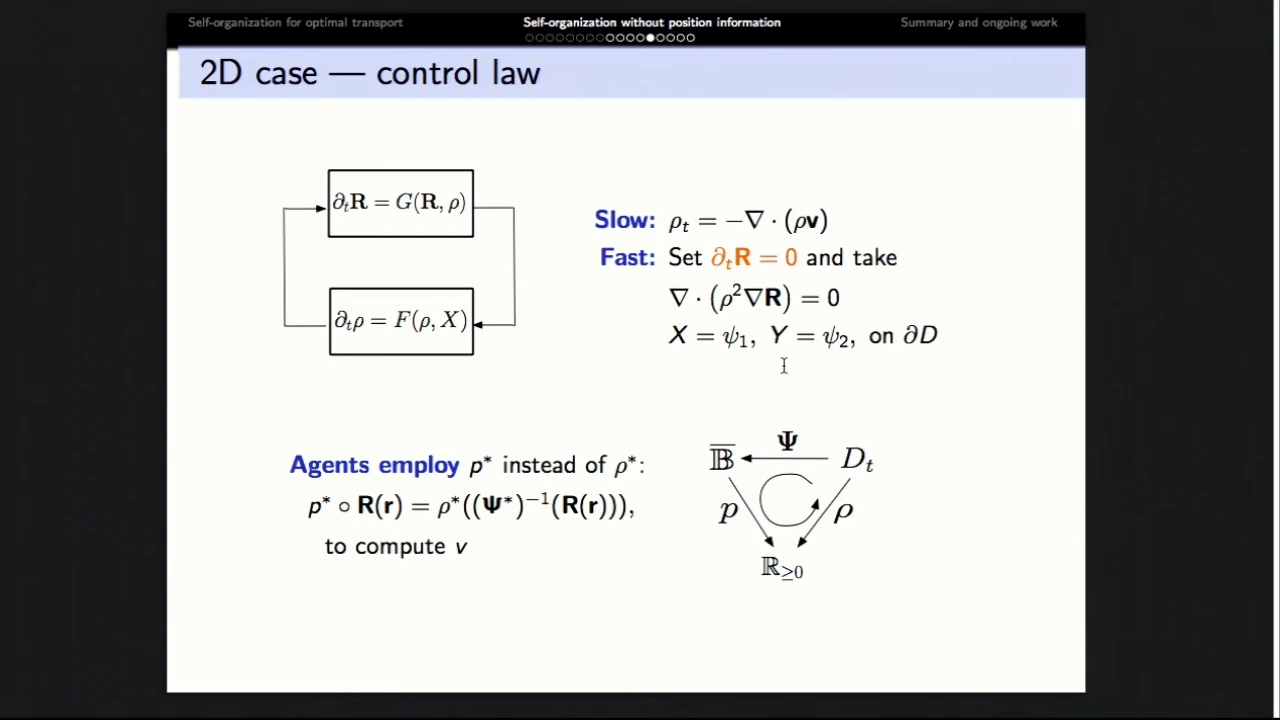 Self-organization for optimal transport
Self-organization without position information
Summary and ongoing work
2D case — control law
∂ₜR = G(R, ρ)
∂ₜρ = F(ρ, X)
Slow: ρₜ = −∇ · (ρv)
Fast: Set ∂ₜR = 0 and take
∇ · (ρ²∇R) = 0
X = ψ₁, Y = ψ₂, on ∂D
Agents employ p* instead of ρ*:
p* ∘ R(r) = ρ*((Ψ*)⁻¹(R(r))),
to compute v
Ψ
𝔹̅ Dₜ
p ρ
ℝ≥0